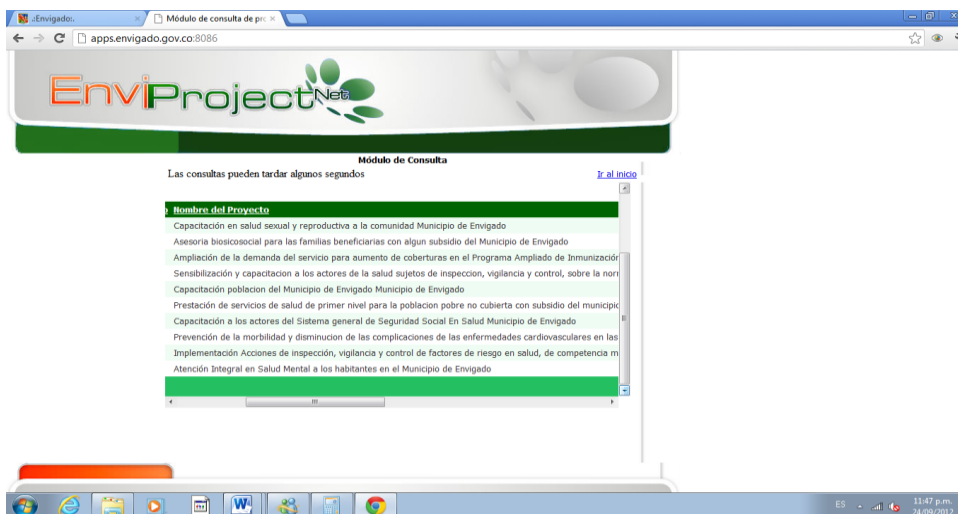 .:Envigado:.
Módulo de consulta de pro
apps.envigado.gov.co:8086
EnviProject Net
Módulo de Consulta
Las consultas pueden tardar algunos segundos
Ir al inicio
Nombre del Proyecto
Capacitación en salud sexual y reproductiva a la comunidad Municipio de Envigado
Asesoria biosicosocial para las familias beneficiarias con algun subsidio del Municipio de Envigado
Ampliación de la demanda del servicio para aumento de coberturas en el Programa Ampliado de Inmunización
Sensibilización y capacitacion a los actores de la salud sujetos de inspeccion, vigilancia y control, sobre la norr
Capacitación poblacion del Municipio de Envigado Municipio de Envigado
Prestación de servicios de salud de primer nivel para la poblacion pobre no cubierta con subsidio del municipio
Capacitación a los actores del Sistema general de Seguridad Social En Salud Municipio de Envigado
Prevención de la morbilidad y disminucion de las complicaciones de las enfermedades cardiovasculares en las
Implementación Acciones de inspección, vigilancia y control de factores de riesgo en salud, de competencia m
Atención Integral en Salud Mental a los habitantes en el Municipio de Envigado
ES
11:47 p.m.
24/09/2012